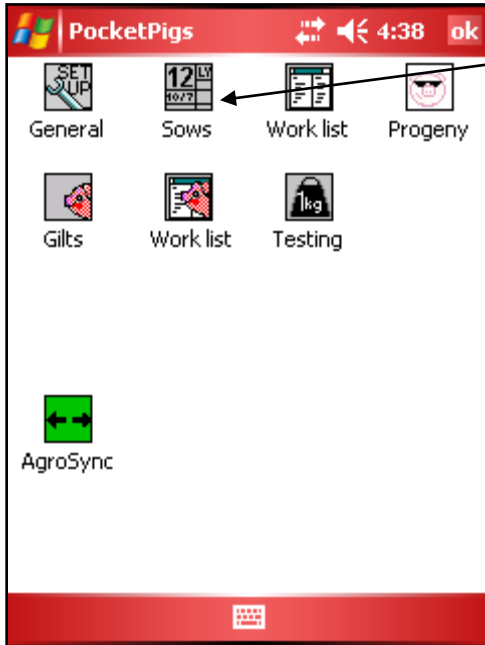 PocketPigs 4:38 ok
SET UP 12 LY
10/7
General Sows Work list Progeny
1kg
Gilts Work list Testing
AgroSync